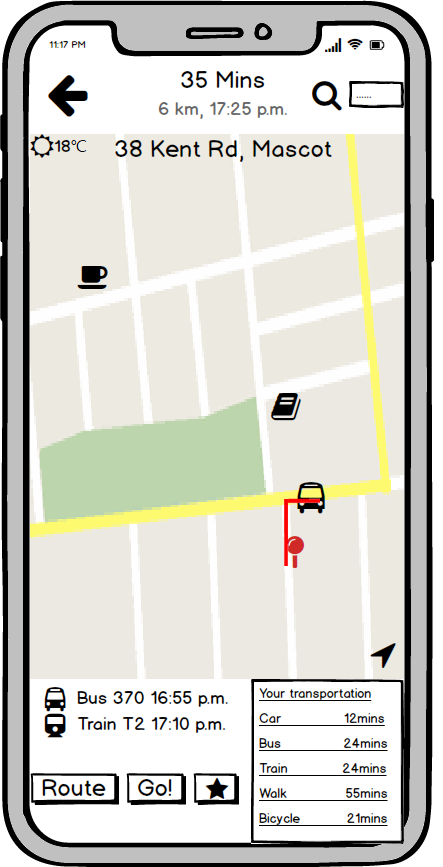 11:17 PM
35 Mins
6 km, 17:25 p.m.
......
18°C
38 Kent Rd, Mascot
Bus 370 16:55 p.m.
Train T2 17:10 p.m.
Route
Go!
Your transportation
Car 12mins
Bus 24mins
Train 24mins
Walk 55mins
Bicycle 21mins